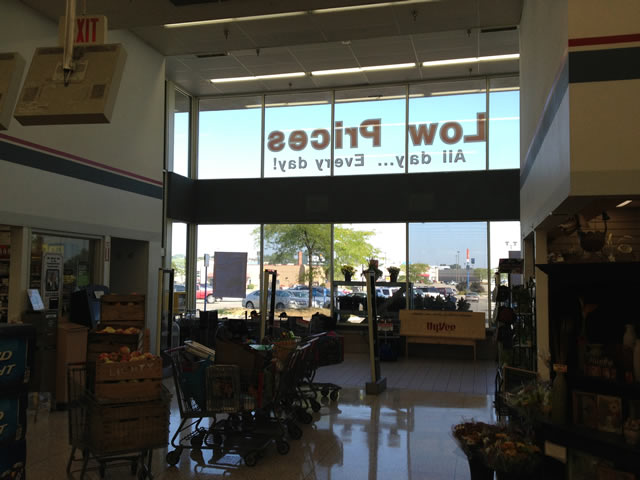 EXIT
Low Prices
All day... Every day!
HyVee